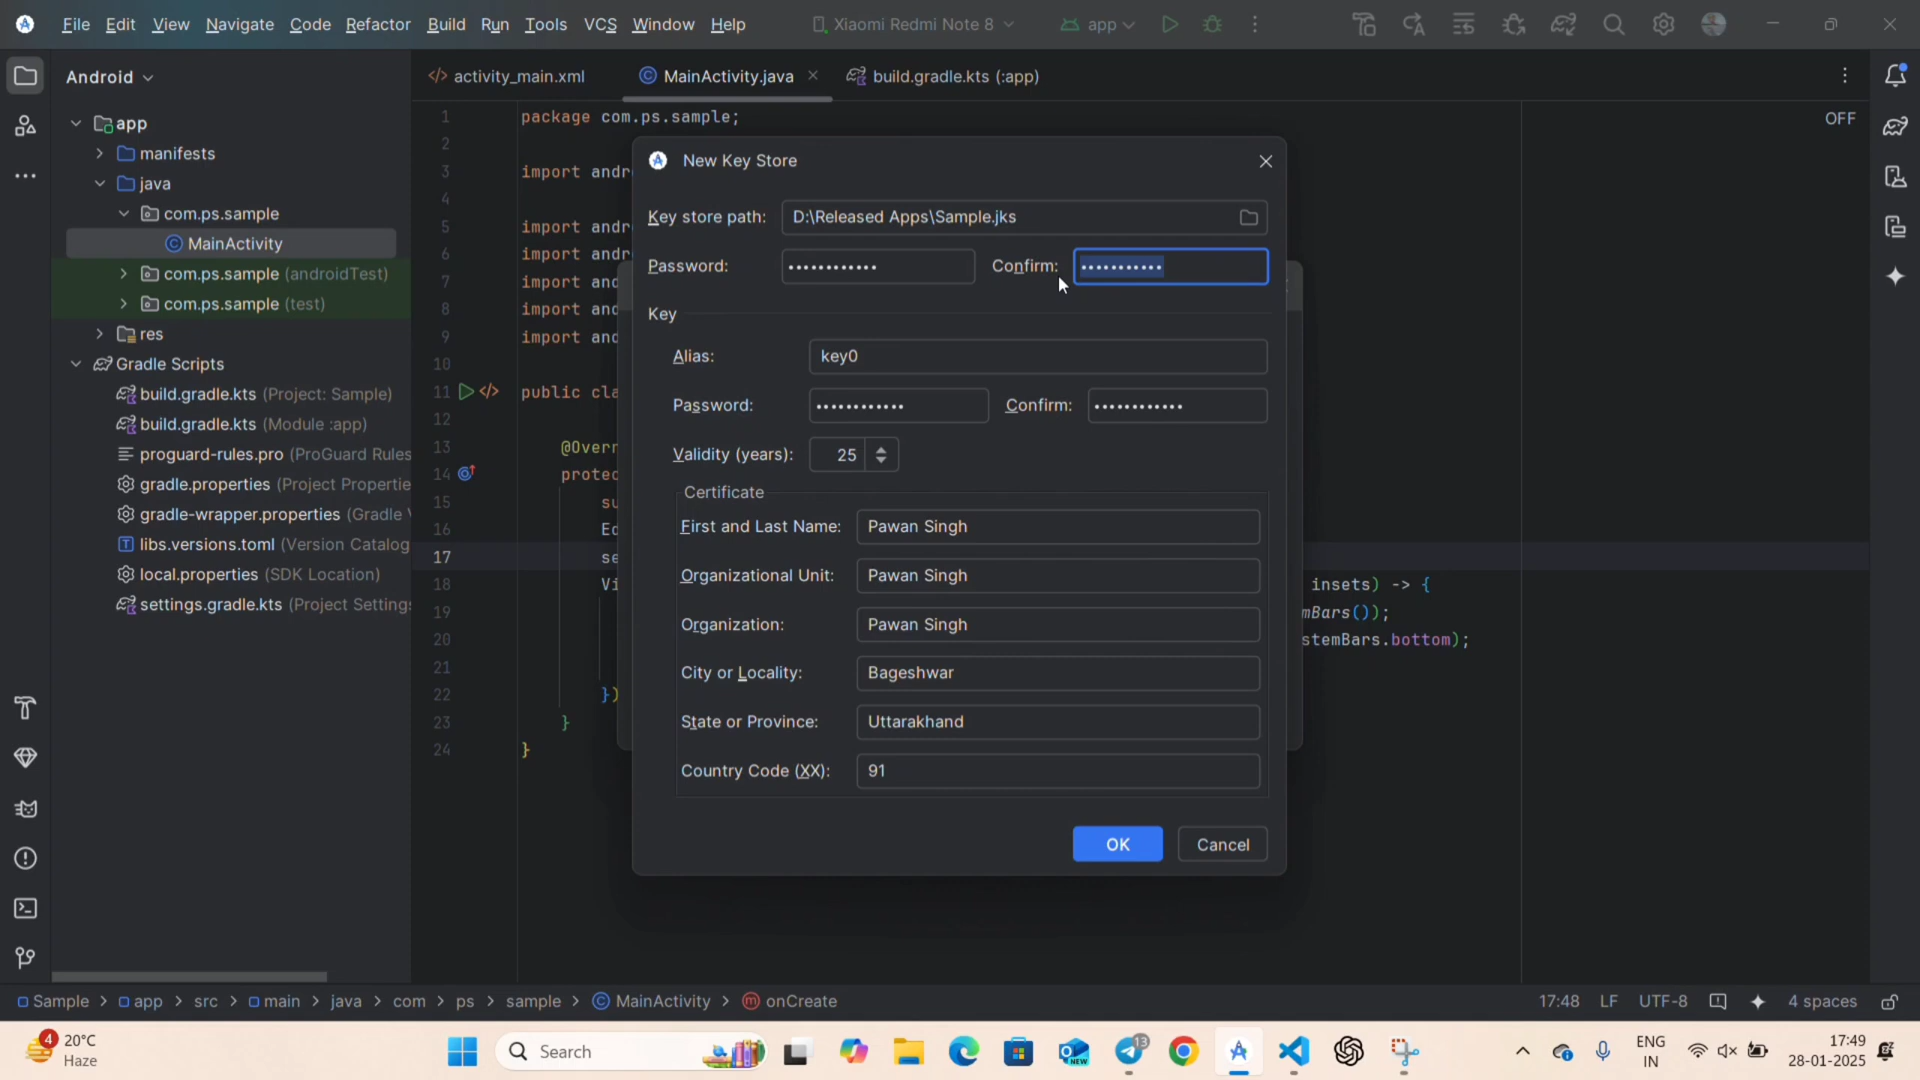 File Edit View Navigate Code Refactor Build Run Tools VCS Window Help Xiaomi Redmi Note 8 app
Android
activity_main.xml MainActivity.java build.gradle.kts (:app)
OFF
app
manifests
java
com.ps.sample
MainActivity
com.ps.sample (androidTest)
com.ps.sample (test)
res
Gradle Scripts
build.gradle.kts (Project: Sample)
build.gradle.kts (Module :app)
proguard-rules.pro (ProGuard Rules
gradle.properties (Project Propertie
gradle-wrapper.properties (Gradle
libs.versions.toml (Version Catalog
local.properties (SDK Location)
settings.gradle.kts (Project Settings
1 package com.ps.sample;
2
3 import andr
4
5 import andr
6 import andr
7 import and
8 import and
9 import and
10
11 public cla
12
13 @Overr
14 protec
15 su
16 Ed
17 se
18 Vi insets) -> {
19 mBars());
20 stemBars.bottom);
21
22 })
23 }
24 }
New Key Store
Key store path: D:\Released Apps\Sample.jks
Password: •••••••••••• Confirm: •••••••••••
Key
Alias: key0
Password: •••••••••••• Confirm: ••••••••••••
Validity (years): 25
Certificate
First and Last Name: Pawan Singh
Organizational Unit: Pawan Singh
Organization: Pawan Singh
City or Locality: Bageshwar
State or Province: Uttarakhand
Country Code (XX): 91
OK Cancel
Sample > app > src > main > java > com > ps > sample > MainActivity > onCreate 17:48 LF UTF-8 4 spaces
4 20°C
Haze
Search
13
ENG
IN
17:49
28-01-2025